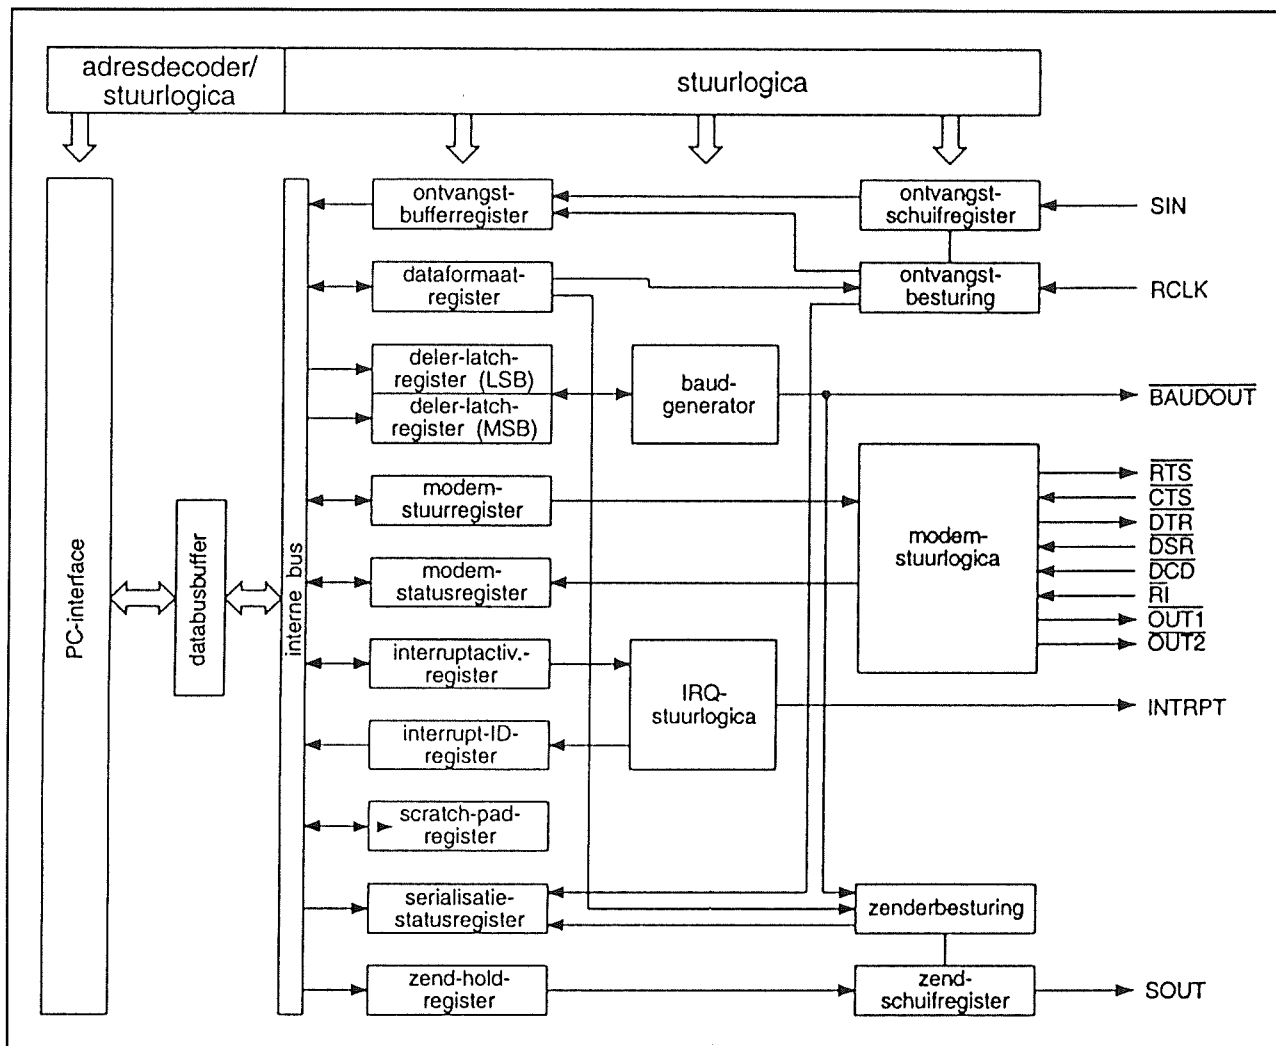 adresdecoder/
stuurlogica
stuurlogica
ontvangst-
bufferregister
ontvangst-
schuifregister
SIN
dataformaat-
register
ontvangst-
besturing
RCLK
deler-latch-
register (LSB)
deler-latch-
register (MSB)
baud-
generator
BAUDOUT
modem-
stuurregister
modem-
statusregister
modem-
stuurlogica
RTS
CTS
DTR
DSR
DCD
RI
OUT1
OUT2
PC-interface
databusbuffer
interne bus
interruptactiv.-
register
IRQ-
stuurlogica
INTRPT
interrupt-ID-
register
scratch-pad-
register
serialisatie-
statusregister
zenderbesturing
zend-hold-
register
zend-
schuifregister
SOUT